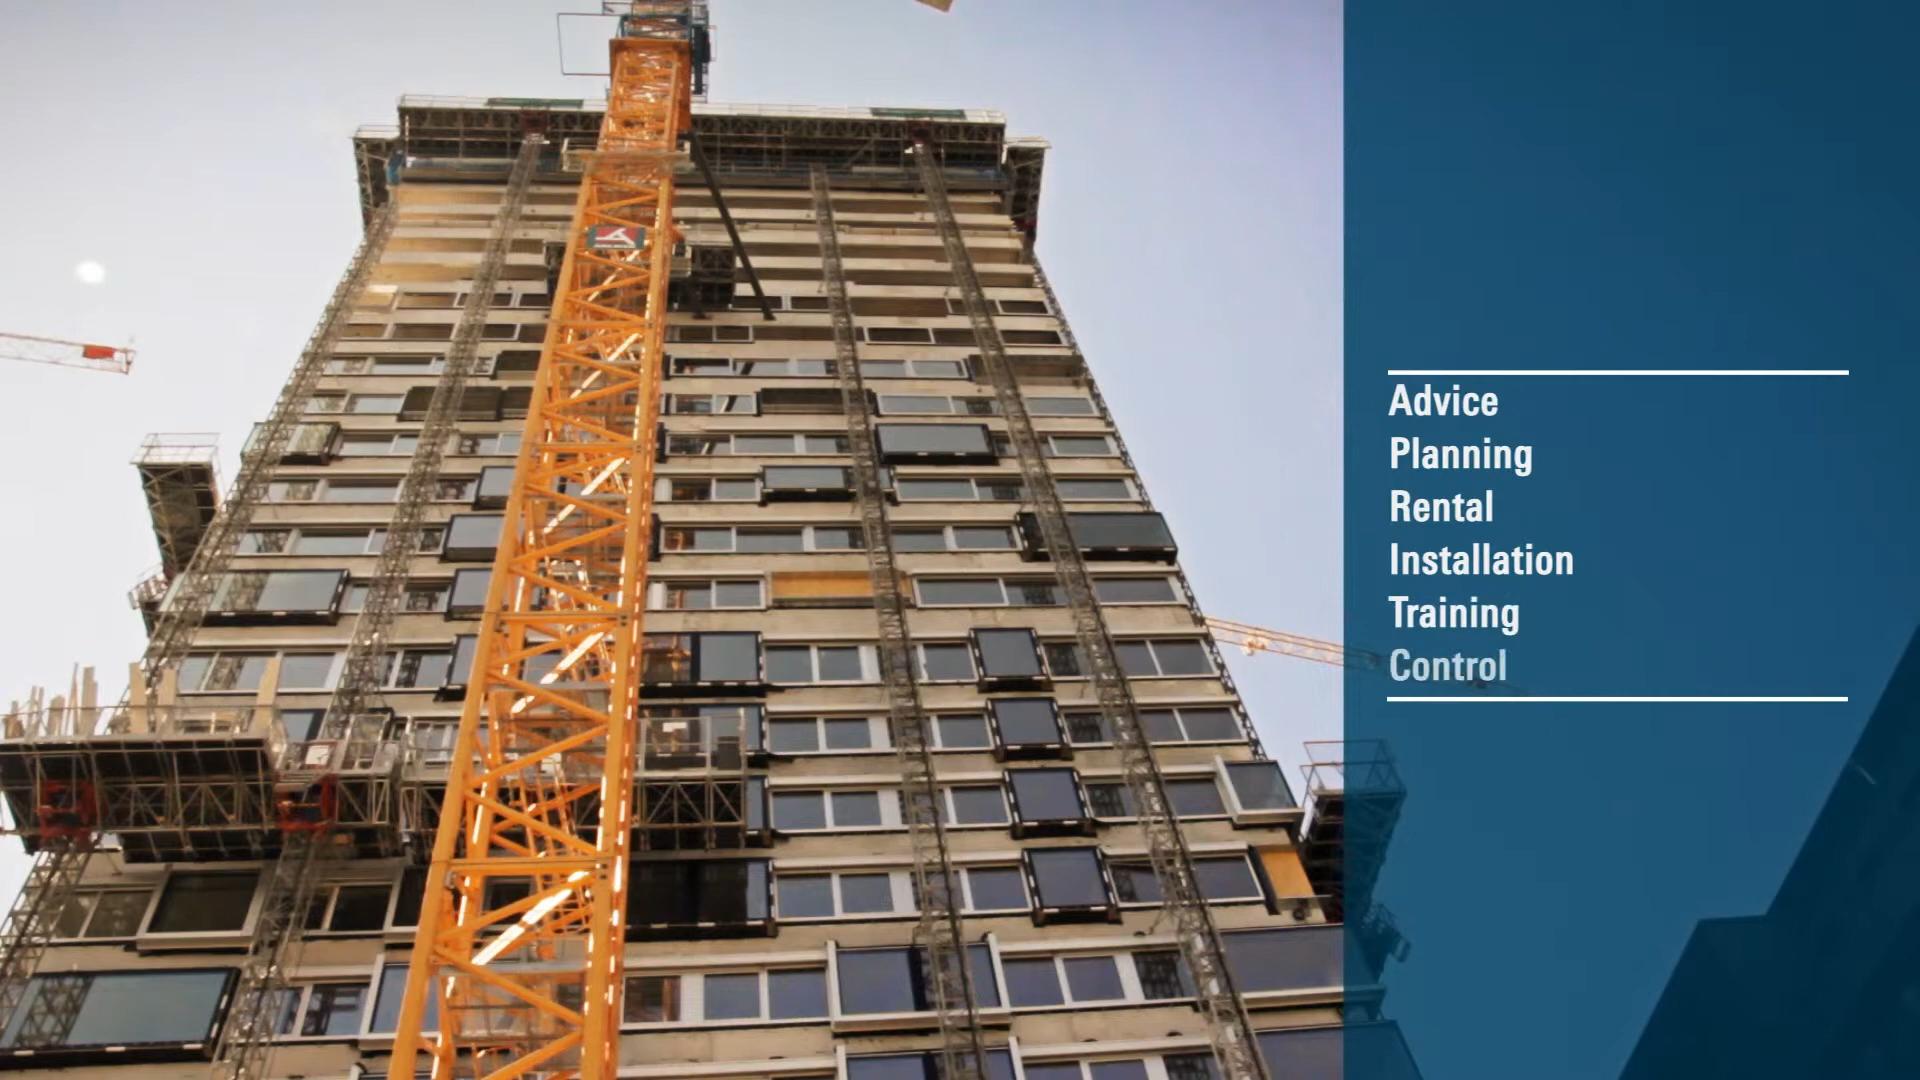 Advice
Planning
Rental
Installation
Training
Control